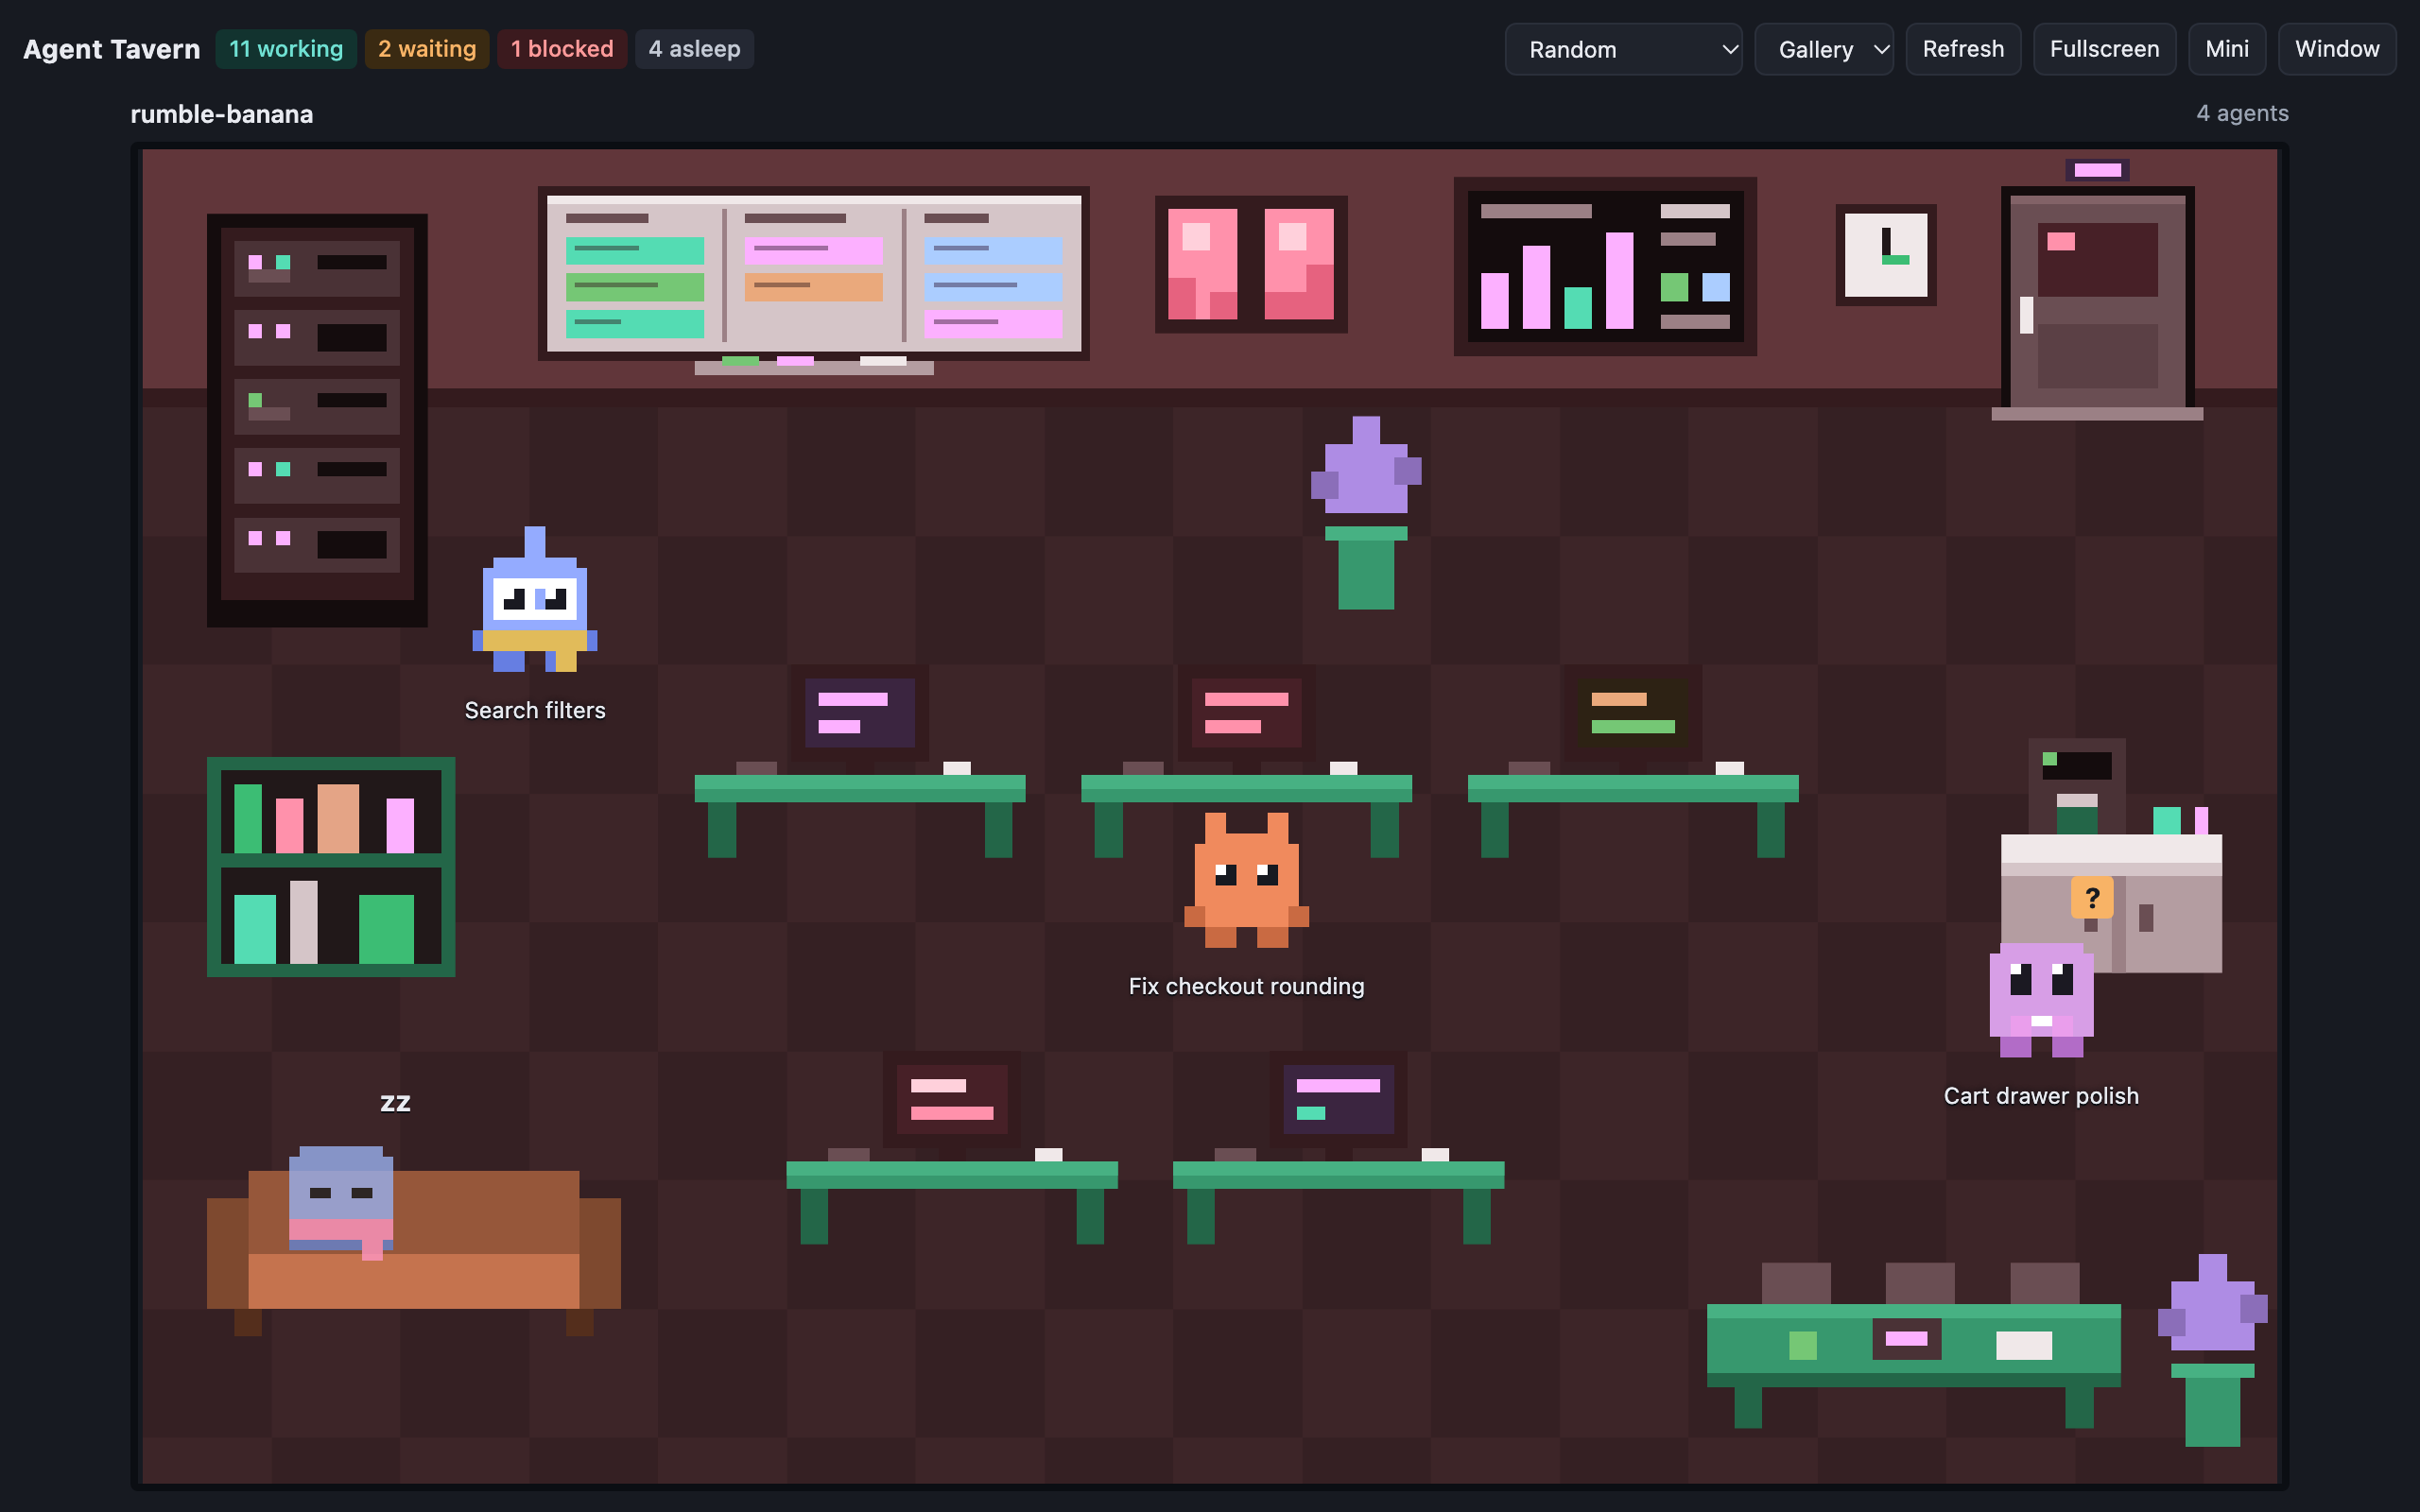 Agent Tavern 11 working 2 waiting 1 blocked 4 asleep Random Gallery Refresh Fullscreen Mini Window
rumble-banana 4 agents
Search filters
?
Fix checkout rounding
Cart drawer polish
zz